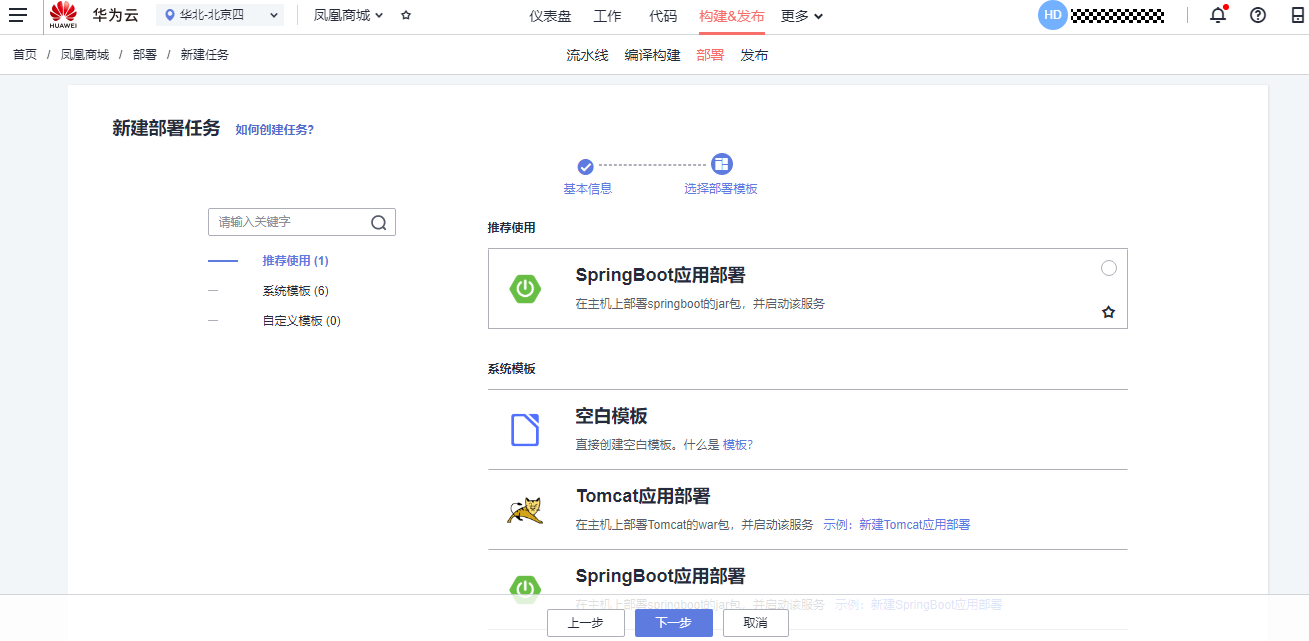 HUAWEI 华为云 华北-北京四 凤凰商城 仪表盘 工作 代码 构建&发布 更多 HD
首页 / 凤凰商城 / 部署 / 新建任务 流水线 编译构建 部署 发布
新建部署任务 如何创建任务?
基本信息 选择部署模板
请输入关键字
推荐使用 (1)
系统模板 (6)
自定义模板 (0)
推荐使用
SpringBoot应用部署
在主机上部署springboot的jar包，并启动该服务
系统模板
空白模板
直接创建空白模板。什么是 模板?
Tomcat应用部署
在主机上部署Tomcat的war包，并启动该服务 示例：新建Tomcat应用部署
SpringBoot应用部署
在主机上部署springboot的jar包，并启动该服务 示例：新建SpringBoot应用部署
上一步 下一步 取消